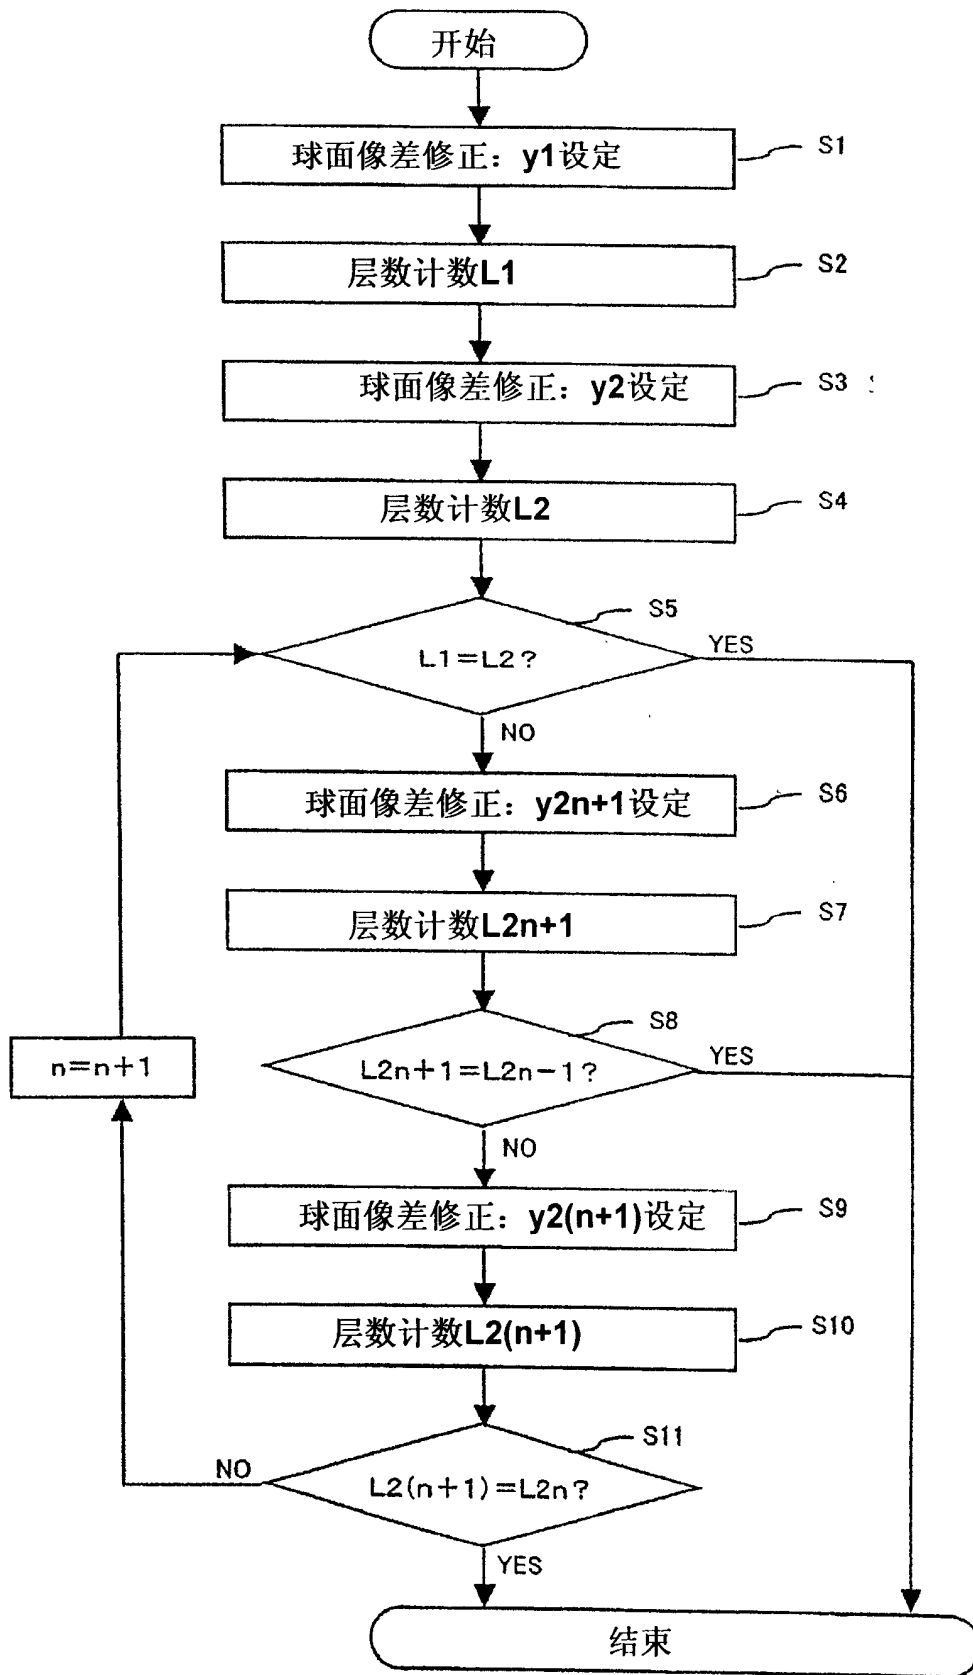 开始
球面像差修正：y1设定
S1
层数计数L1
S2
球面像差修正：y2设定
S3
层数计数L2
S4
S5
L1=L2?
YES
NO
球面像差修正：y2n+1设定
S6
层数计数L2n+1
S7
S8
n=n+1
L2n+1=L2n-1?
YES
NO
球面像差修正：y2(n+1)设定
S9
层数计数L2(n+1)
S10
S11
NO
L2(n+1)=L2n?
YES
结束